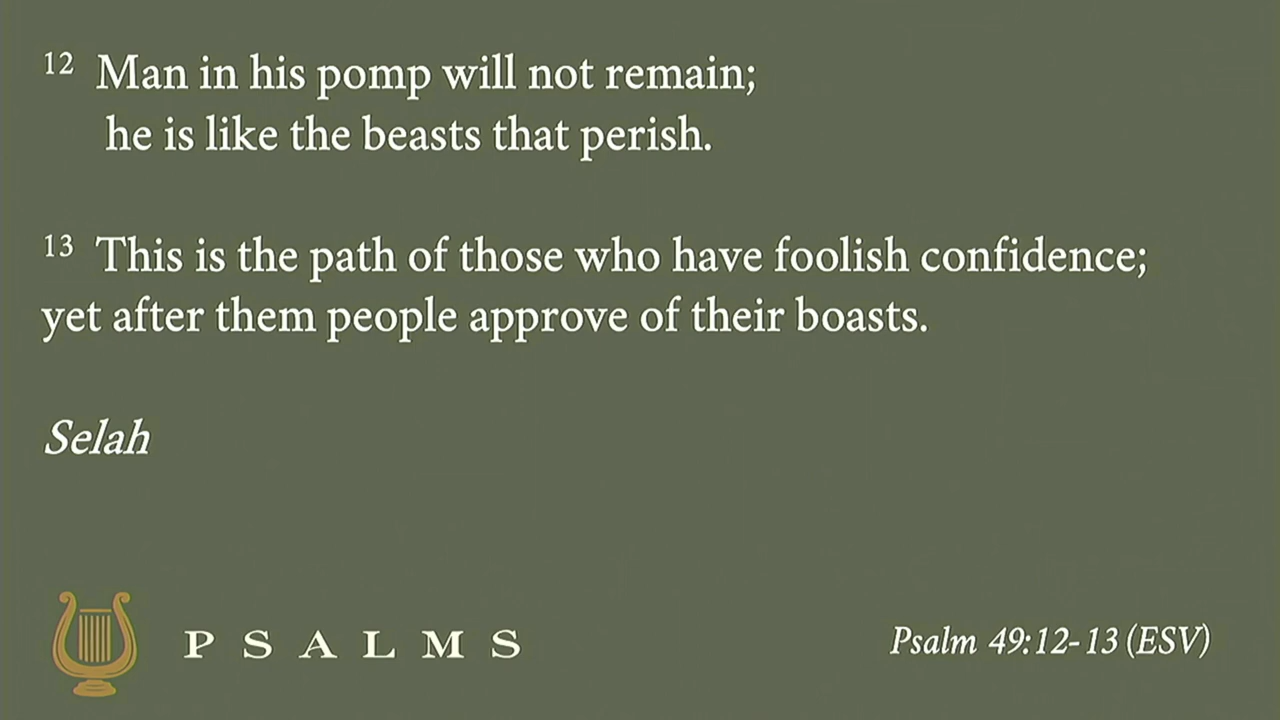 12 Man in his pomp will not remain;
he is like the beasts that perish.
13 This is the path of those who have foolish confidence;
yet after them people approve of their boasts.
Selah
PSALMS
Psalm 49:12-13 (ESV)